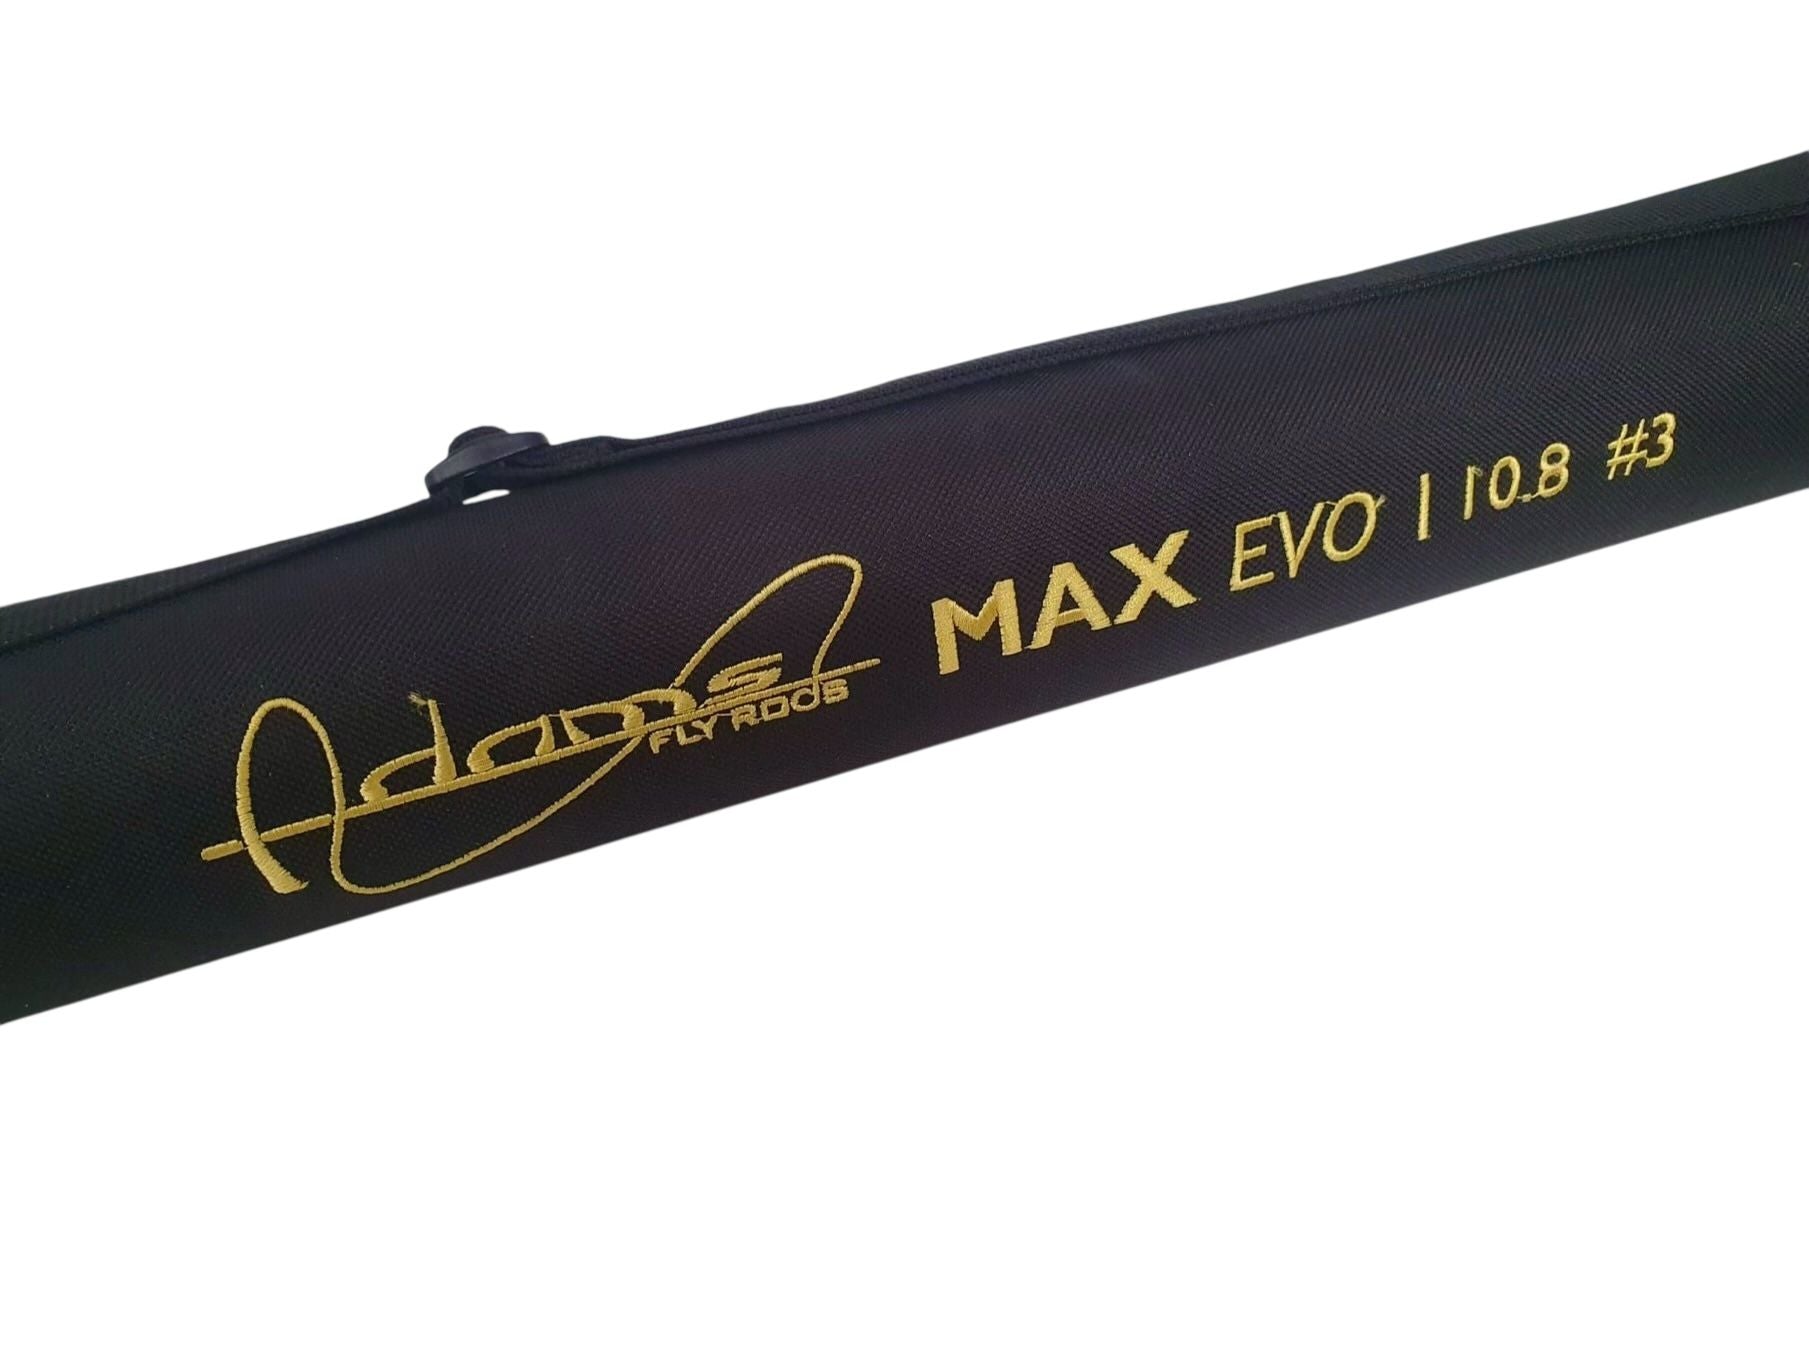 Adams
FLY RODS
MAX EVO | 10.8 #3